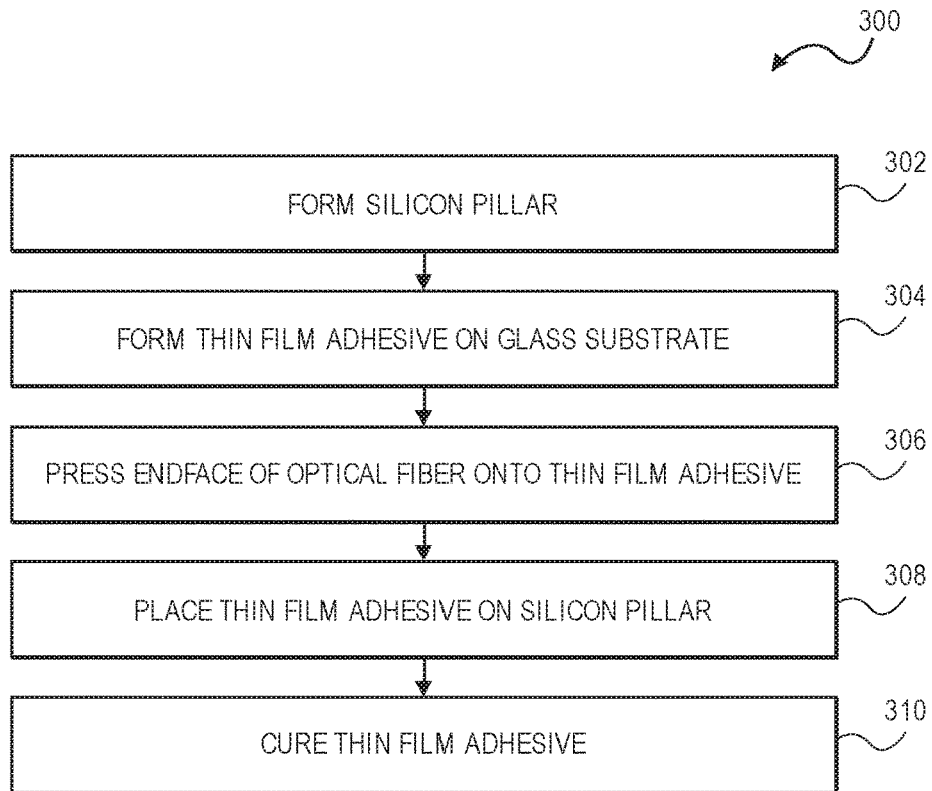 300
302
FORM SILICON PILLAR
304
FORM THIN FILM ADHESIVE ON GLASS SUBSTRATE
306
PRESS ENDFACE OF OPTICAL FIBER ONTO THIN FILM ADHESIVE
308
PLACE THIN FILM ADHESIVE ON SILICON PILLAR
310
CURE THIN FILM ADHESIVE